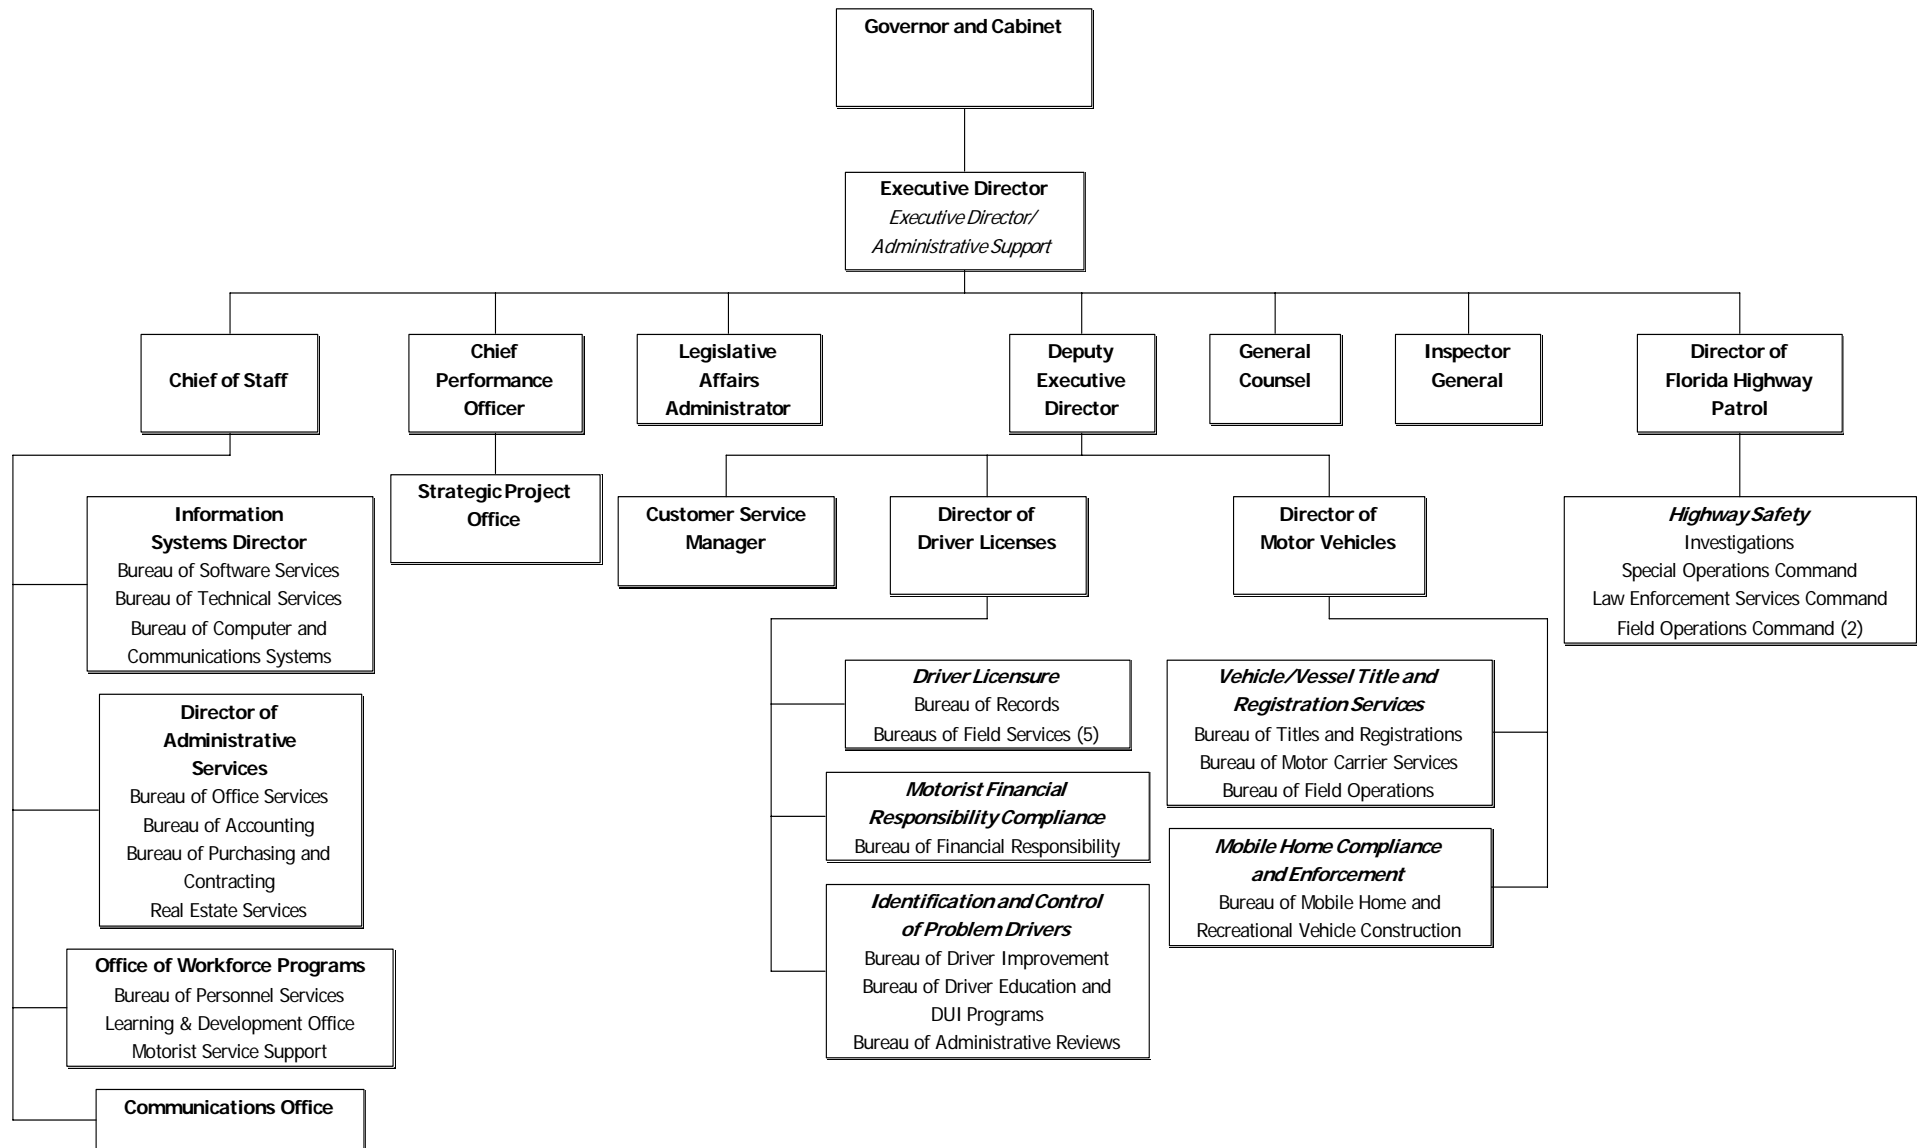 Governor and Cabinet
Executive Director
Executive Director/
Administrative Support
Chief of Staff
Chief
Performance
Officer
Legislative
Affairs
Administrator
Deputy
Executive
Director
General
Counsel
Inspector
General
Director of
Florida Highway
Patrol
Information
Systems Director
Bureau of Software Services
Bureau of Technical Services
Bureau of Computer and
Communications Systems
Director of
Administrative
Services
Bureau of Office Services
Bureau of Accounting
Bureau of Purchasing and
Contracting
Real Estate Services
Office of Workforce Programs
Bureau of Personnel Services
Learning & Development Office
Motorist Service Support
Communications Office
Strategic Project
Office
Customer Service
Manager
Director of
Driver Licenses
Driver Licensure
Bureau of Records
Bureaus of Field Services (5)
Motorist Financial
Responsibility Compliance
Bureau of Financial Responsibility
Identification and Control
of Problem Drivers
Bureau of Driver Improvement
Bureau of Driver Education and
DUI Programs
Bureau of Administrative Reviews
Director of
Motor Vehicles
Vehicle/Vessel Title and
Registration Services
Bureau of Titles and Registrations
Bureau of Motor Carrier Services
Bureau of Field Operations
Mobile Home Compliance
and Enforcement
Bureau of Mobile Home and
Recreational Vehicle Construction
Highway Safety
Investigations
Special Operations Command
Law Enforcement Services Command
Field Operations Command (2)